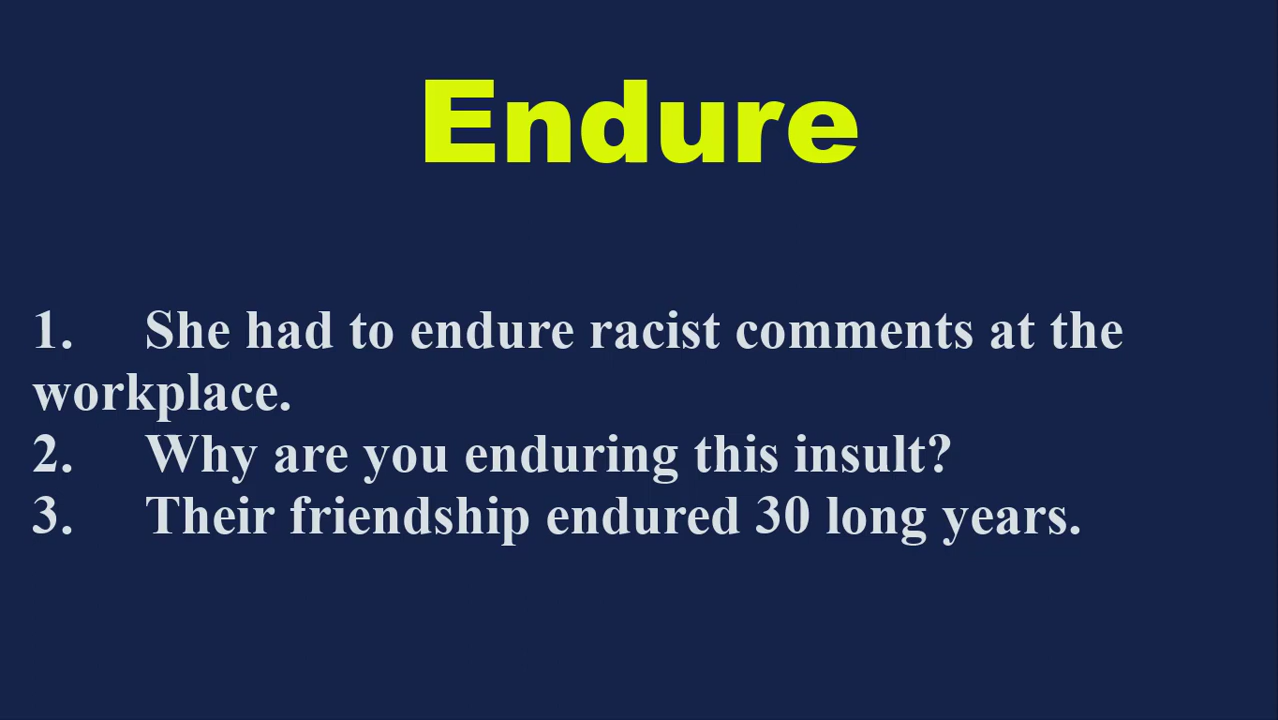 Endure
1. She had to endure racist comments at the
workplace.
2. Why are you enduring this insult?
3. Their friendship endured 30 long years.